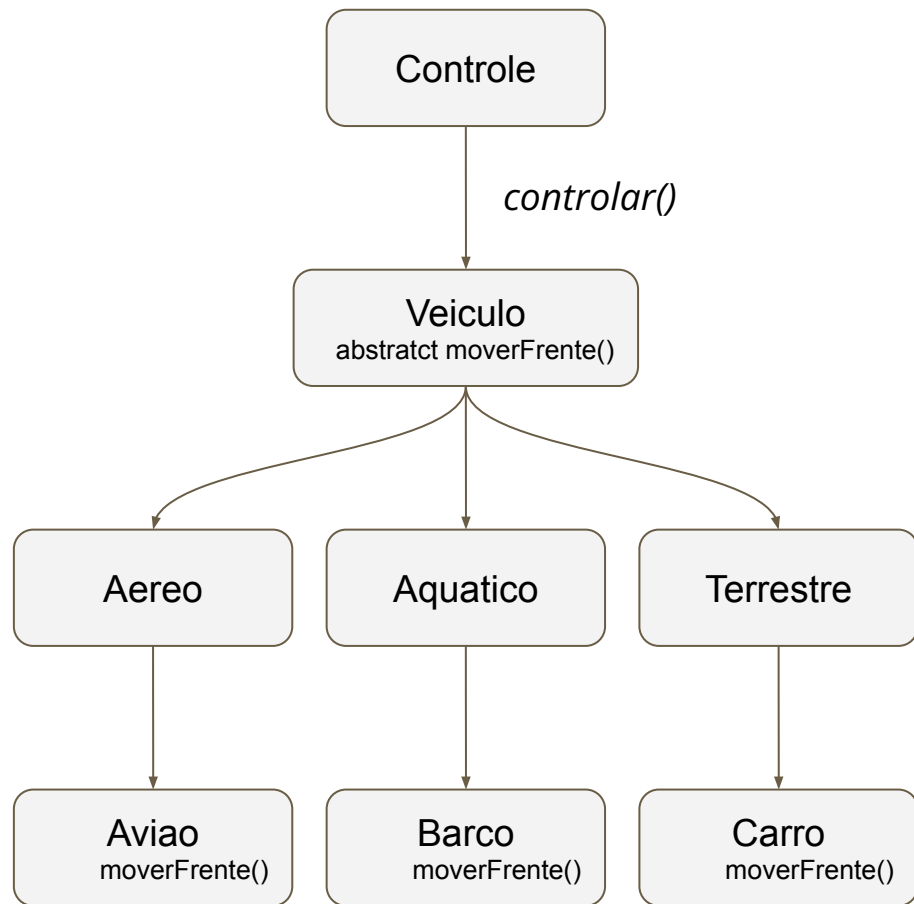 Controle
controlar()
Veiculo
abstratct moverFrente()
Aereo
Aquatico
Terrestre
Aviao
moverFrente()
Barco
moverFrente()
Carro
moverFrente()